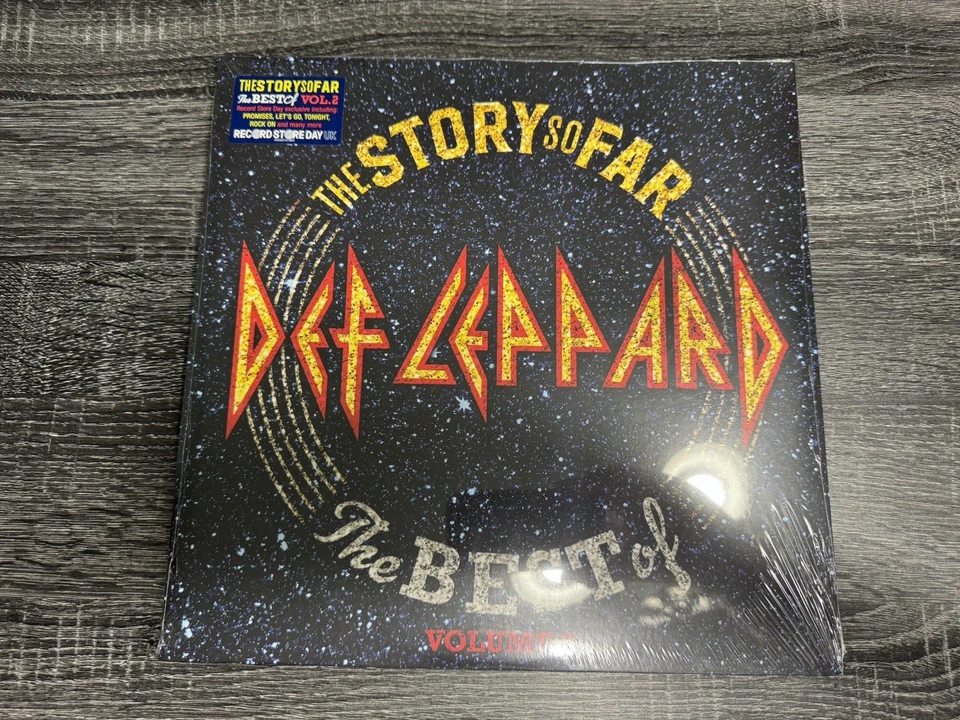 THE STORY SO FAR
The BEST of VOL.2
Record Store Day exclusive including:
PROMISES, LET'S GO, TONIGHT,
ROCK ON and many more
RECORD STORE DAY UK
THE STORY SO FAR
DEF LEPPARD
The BEST of
VOLUME